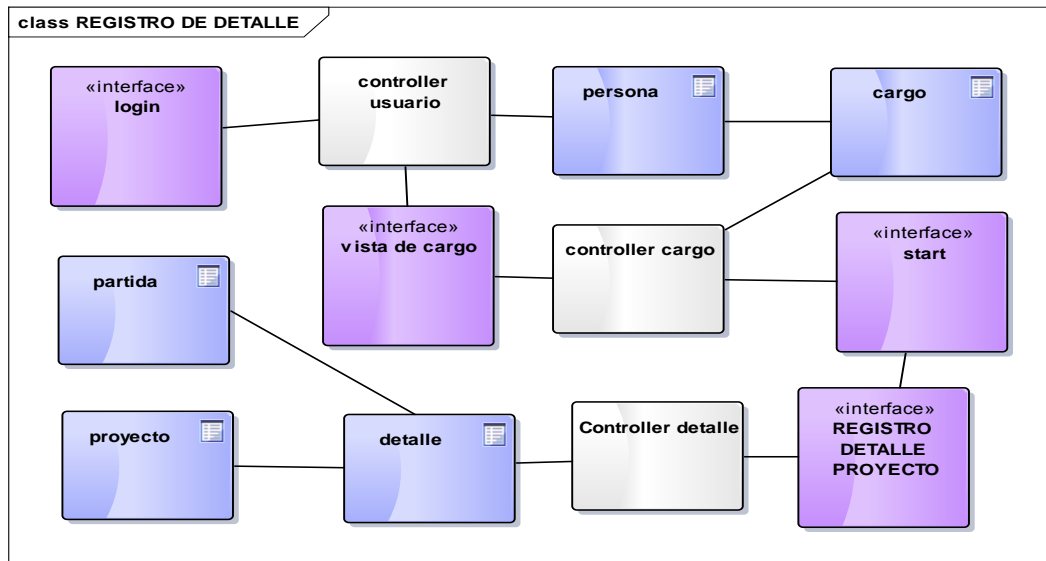 class REGISTRO DE DETALLE
«interface»
login
controller
usuario
persona
cargo
«interface»
vista de cargo
controller cargo
«interface»
start
partida
proyecto
detalle
Controller detalle
«interface»
REGISTRO
DETALLE
PROYECTO